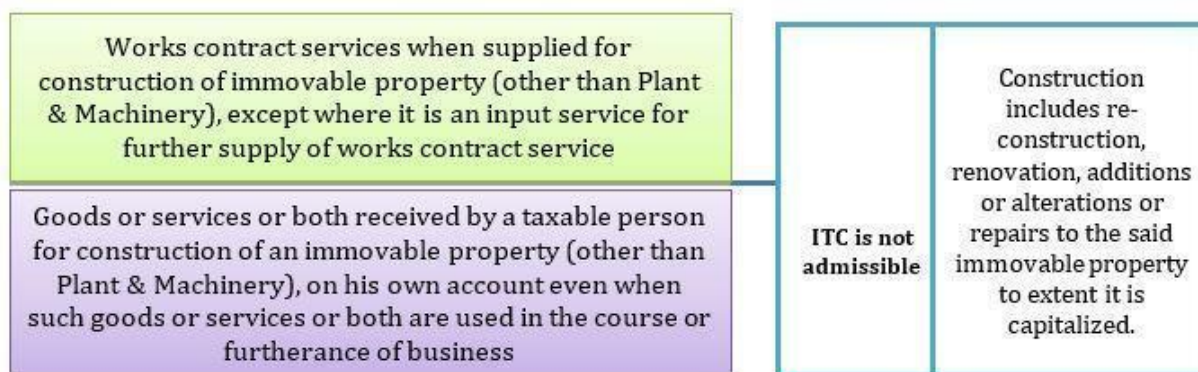 Works contract services when supplied for
construction of immovable property (other than Plant
& Machinery), except where it is an input service for
further supply of works contract service
Goods or services or both received by a taxable person
for construction of an immovable property (other than
Plant & Machinery), on his own account even when
such goods or services or both are used in the course or
furtherance of business
ITC is not
admissible
Construction
includes re-
construction,
renovation, additions
or alterations or
repairs to the said
immovable property
to extent it is
capitalized.